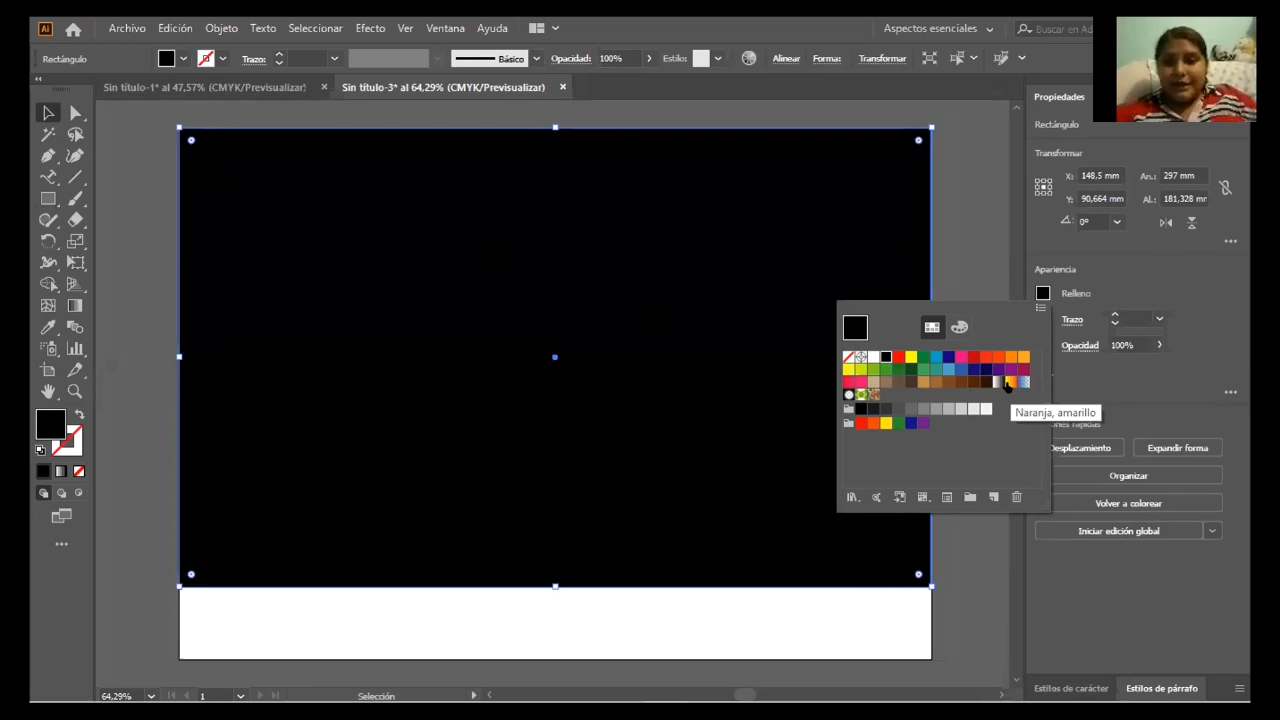 Ai Archivo Edición Objeto Texto Seleccionar Efecto Ver Ventana Ayuda Aspectos esenciales Buscar en Ad
Rectángulo Trazo: Básico Opacidad: 100% Estilo: Alinear Forma: Transformar
Sin título-1* al 47,57% (CMYK/Previsualizar) × Sin título-3* al 64,29% (CMYK/Previsualizar) ×
Propiedades
Rectángulo
Transformar
X: 148,5 mm An.: 297 mm
Y: 90,664 mm Al.: 181,328 mm
0°
Apariencia
Relleno
Trazo
Opacidad 100%
Naranja, amarillo
ones rápidas
Desplazamiento Expandir forma
Organizar
Volver a colorear
Iniciar edición global
Estilos de carácter Estilos de párrafo
64,29% 1 Selección